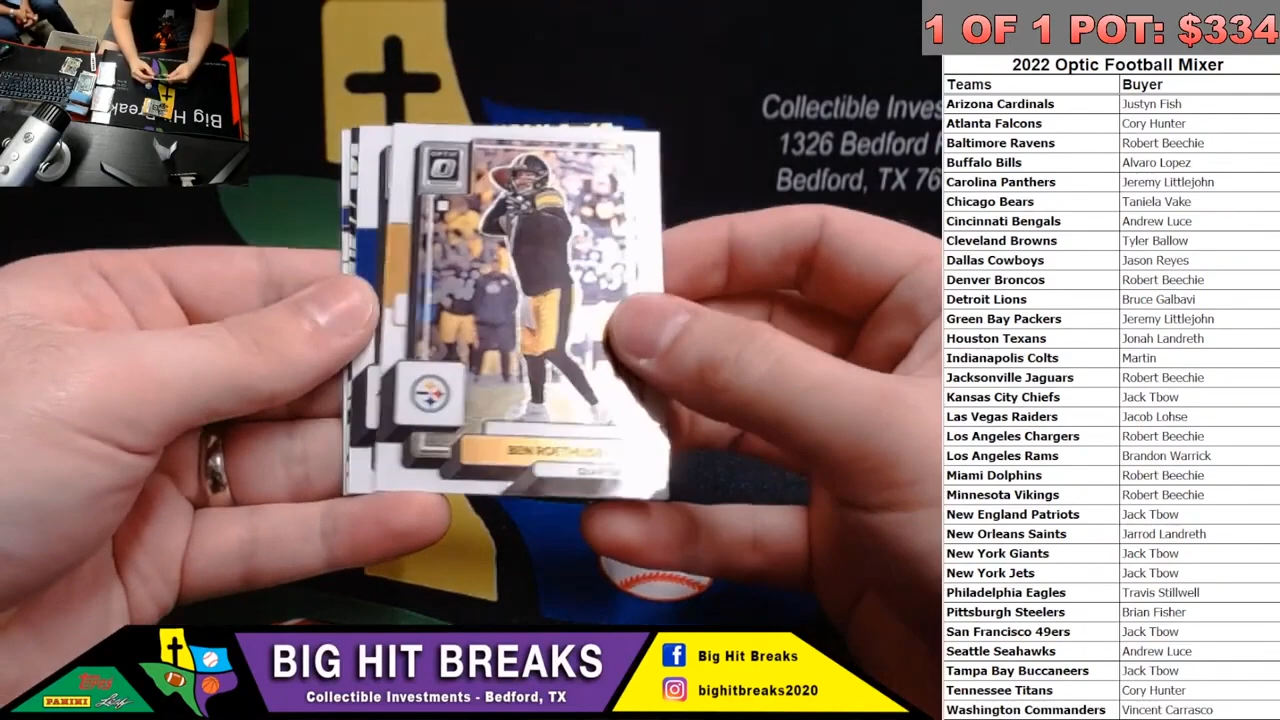 1 OF 1 POT: $334
2022 Optic Football Mixer
Teams Buyer
Arizona Cardinals Justyn Fish
Atlanta Falcons Cory Hunter
Baltimore Ravens Robert Beechie
Buffalo Bills Alvaro Lopez
Carolina Panthers Jeremy Littlejohn
Chicago Bears Taniela Vake
Cincinnati Bengals Andrew Luce
Cleveland Browns Tyler Ballow
Dallas Cowboys Jason Reyes
Denver Broncos Robert Beechie
Detroit Lions Bruce Galbavi
Green Bay Packers Jeremy Littlejohn
Houston Texans Jonah Landreth
Indianapolis Colts Martin
Jacksonville Jaguars Robert Beechie
Kansas City Chiefs Jack Tbow
Las Vegas Raiders Jacob Lohse
Los Angeles Chargers Robert Beechie
Los Angeles Rams Brandon Warrick
Miami Dolphins Robert Beechie
Minnesota Vikings Robert Beechie
New England Patriots Jack Tbow
New Orleans Saints Jarrod Landreth
New York Giants Jack Tbow
New York Jets Jack Tbow
Philadelphia Eagles Travis Stillwell
Pittsburgh Steelers Brian Fisher
San Francisco 49ers Jack Tbow
Seattle Seahawks Andrew Luce
Tampa Bay Buccaneers Jack Tbow
Tennessee Titans Cory Hunter
Washington Commanders Vincent Carrasco
Collectible Inves
1326 Bedford
Bedford, TX 76
Big Hit Breaks
OPTIC
BEN
BIG HIT BREAKS
Collectible Investments - Bedford, TX
Topps
PANINI Leaf
f Big Hit Breaks
bighitbreaks2020